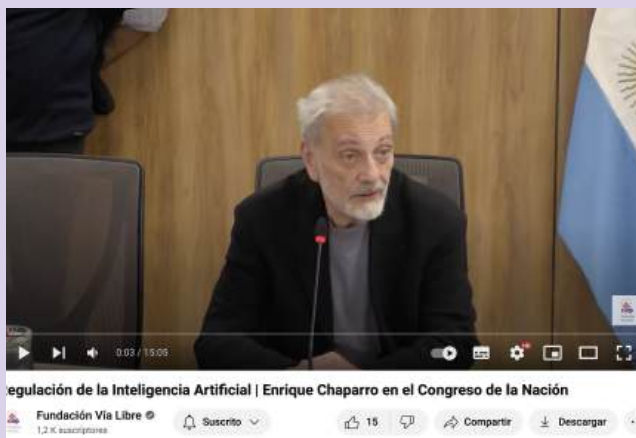 0:03 / 15:05
egulación de la Inteligencia Artificial | Enrique Chaparro en el Congreso de la Nación
Fundación Vía Libre
1,2 K suscriptores
Suscrito
15
Compartir
Descargar